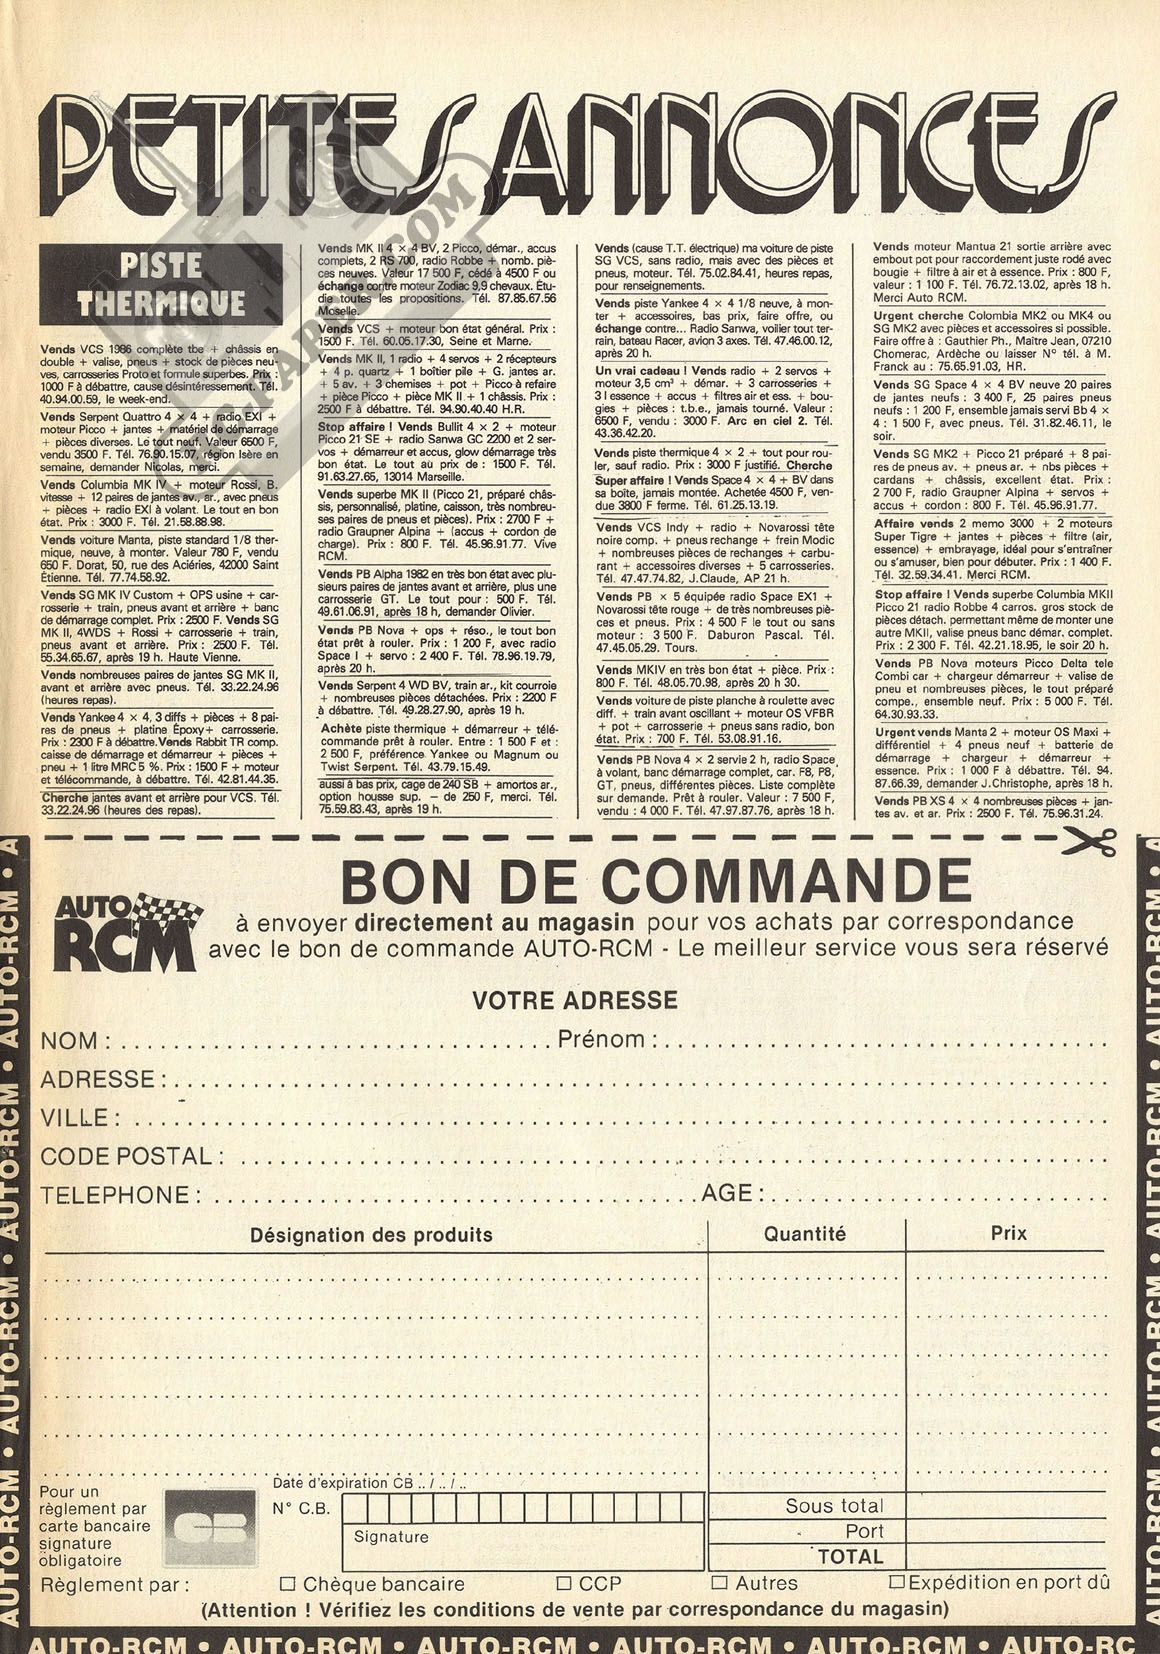 PETITES ANNONCES
RC-PAPER.COM
PISTE
THERMIQUE
Vends VCS 1986 complète tbe + châssis en
double + valise, pneus + stock de pièces neu-
ves, carrosseries Proto et formule superbes. Prix :
1000 F à débattre, cause désintéressement. Tél.
40.94.00.59, le week-end.
Vends Serpent Quattro 4 × 4 + radio EXI +
moteur Picco + jantes + matériel de démarrage
+ pièces diverses. Le tout neuf. Valeur 6500 F,
vendu 3500 F. Tél. 76.90.15.07, région Isère en
semaine, demander Nicolas, merci.
Vends Columbia MK IV + moteur Rossi, B.
vitesse + 12 paires de jantes av., ar., avec pneus
+ pièces + radio EXI à volant. Le tout en bon
état. Prix : 3000 F. Tél. 21.58.88.98.
Vends voiture Manta, piste standard 1/8 ther-
mique, neuve, à monter. Valeur 780 F, vendu
650 F. Dorat, 50, rue des Aciéries, 42000 Saint
Étienne. Tél. 77.74.58.92.
Vends SG MK IV Custom + OPS usine + car-
rosserie + train, pneus avant et arrière + banc
de démarrage complet. Prix : 2500 F. Vends SG
MK II, 4WDS + Rossi + carrosserie + train,
pneus avant et arrière. Prix : 2500 F. Tél.
55.34.65.67, après 19 h. Haute Vienne.
Vends nombreuses paires de jantes SG MK II,
avant et arrière avec pneus. Tél. 33.22.24.96
(heures repas).
Vends Yankee 4 × 4, 3 diffs + pièces + 8 pai-
res de pneus + platine Époxy+ carrosserie.
Prix : 2300 F à débattre.Vends Rabbit TR comp.
caisse de démarrage et démarreur + pièces +
pneu + 1 litre MRC 5 %. Prix : 1500 F + moteur
et télécommande, à débattre. Tél. 42.81.44.35.
Cherche jantes avant et arrière pour VCS. Tél.
33.22.24.96 (heures des repas).
Vends MK II 4 × 4 BV, 2 Picco, démar., accus
complets, 2 RS 700, radio Robbe + nomb. piè-
ces neuves. Valeur 17 500 F, cédé à 4500 F ou
échange contre moteur Zodiac 9,9 chevaux. Étu-
die toutes les propositions. Tél. 87.85.67.56
Moselle.
Vends VCS + moteur bon état général. Prix :
1500 F. Tél. 60.05.17.30, Seine et Marne.
Vends MK II, 1 radio + 4 servos + 2 récepteurs
+ 4 p. quartz + 1 boîtier pile + G. jantes ar.
+ 5 av. + 3 chemises + pot + Picco à refaire
+ pièce Picco + pièce MK II + 1 châssis. Prix :
2500 F à débattre. Tél. 94.90.40.40 H.R.
Stop affaire ! Vends Bullit 4 × 2 + moteur
Picco 21 SE + radio Sanwa GC 2200 et 2 ser-
vos + démarreur et accus, glow démarrage très
bon état. Le tout au prix de : 1500 F. Tél.
91.63.27.65, 13014 Marseille.
Vends superbe MK II (Picco 21, préparé châs-
sis, personnalisé, platine, caisson, très nombreu-
ses paires de pneus et pièces). Prix : 2700 F +
radio Graupner Alpina + (accus + cordon de
charge). Prix : 800 F. Tél. 45.96.91.77. Vive
RCM.
Vends PB Alpha 1982 en très bon état avec plu-
sieurs paires de jantes avant et arrière, plus une
carrosserie GT. Le tout pour : 500 F. Tél.
49.61.06.91, après 18 h, demander Olivier.
Vends PB Nova + ops + réso., le tout bon
état prêt à rouler. Prix : 1 200 F, avec radio
Space I + servo : 2 400 F. Tél. 78.96.19.79,
après 20 h.
Vends Serpent 4 WD BV, train ar., kit courroie
+ nombreuses pièces détachées. Prix : 2200 F
à débattre. Tél. 49.28.27.90, après 19 h.
Achète piste thermique + démarreur + télé-
commande prêt à rouler. Entre : 1 500 F et :
2 500 F, préférence Yankee ou Magnum ou
Twist Serpent. Tél. 43.79.15.49.
aussi à bas prix, cage de 240 SB + amortos ar.,
option housse sup. – de 250 F, merci. Tél.
75.59.83.43, après 19 h.
Vends (cause T.T. électrique) ma voiture de piste
SG VCS, sans radio, mais avec des pièces et
pneus, moteur. Tél. 75.02.84.41, heures repas,
pour renseignements.
Vends piste Yankee 4 × 4 1/8 neuve, à mon-
ter + accessoires, bas prix, faire offre, ou
échange contre... Radio Sanwa, voilier tout ter-
rain, bateau Racer, avion 3 axes. Tél. 47.46.00.12,
après 20 h.
Un vrai cadeau ! Vends radio + 2 servos +
moteur 3,5 cm³ + démar. + 3 carrosseries +
3 l essence + accus + filtres air et ess. + bou-
gies + pièces : t.b.e., jamais tourné. Valeur :
6500 F, vendu : 3000 F. Arc en ciel 2. Tél.
43.36.42.20.
Vends piste thermique 4 × 2 + tout pour rou-
ler, sauf radio. Prix : 3000 F justifié. Cherche
Super affaire ! Vends Space 4 × 4 + BV dans
sa boîte, jamais montée. Achetée 4500 F, ven-
due 3800 F ferme. Tél. 61.25.13.19.
Vends VCS Indy + radio + Novarossi tête
noire comp. + pneus rechange + frein Modic
+ nombreuses pièces de rechanges + carbu-
rant + accessoires diverses + 5 carrosseries.
Tél. 47.47.74.82, J.Claude, AP 21 h.
Vends PB × 5 équipée radio Space EX1 +
Novarossi tête rouge + de très nombreuses piè-
ces et pneus. Prix : 4 500 F le tout ou sans
moteur : 3 500 F. Daburon Pascal. Tél.
47.45.05.29. Tours.
Vends MKIV en très bon état + pièce. Prix :
800 F. Tél. 48.05.70.98, après 20 h 30.
Vends voiture de piste planche à roulette avec
diff. + train avant oscillant + moteur OS VFBR
+ pot + carrosserie + pneus sans radio, bon
état. Prix : 700 F. Tél. 53.08.91.16.
Vends PB Nova 4 × 2 servie 2 h, radio Space
à volant, banc démarrage complet, car. F8, P8,
GT, pneus, différentes pièces. Liste complète
sur demande. Prêt à rouler. Valeur : 7 500 F,
vendu : 4 000 F. Tél. 47.97.87.76, après 18 h.
Vends moteur Mantua 21 sortie arrière avec
embout pot pour raccordement juste rodé avec
bougie + filtre à air et à essence. Prix : 800 F,
valeur : 1 100 F. Tél. 76.72.13.02, après 18 h.
Merci Auto RCM.
Urgent cherche Colombia MK2 ou MK4 ou
SG MK2 avec pièces et accessoires si possible.
Faire offre à : Gauthier Ph., Maître Jean, 07210
Chomerac, Ardèche ou laisser N° tél. à M.
Franck au : 75.65.91.03, HR.
Vends SG Space 4 × 4 BV neuve 20 paires
de jantes neufs : 3 400 F, 25 paires pneus
neufs : 1 200 F, ensemble jamais servi Bb 4 ×
4 : 1 500 F, avec pneus. Tél. 31.82.46.11, le
soir.
Vends SG MK2 + Picco 21 préparé + 8 pai-
res de pneus av. + pneus ar. + nbs pièces +
cardans + châssis, excellent état. Prix :
2 700 F, radio Graupner Alpina + servos +
accus + cordon : 800 F. Tél. 45.96.91.77.
Affaire vends 2 memo 3000 + 2 moteurs
Super Tigre + jantes + pièces + filtre (air,
essence) + embrayage, idéal pour s'entraîner
ou s'amuser, bien pour débuter. Prix : 1 400 F.
Tél. 32.59.34.41. Merci RCM.
Stop affaire ! Vends superbe Columbia MKII
Picco 21 radio Robbe 4 carros. gros stock de
pièces détach. permettant même de monter une
autre MKII, valise pneus banc démar. complet.
Prix : 2 300 F. Tél. 42.21.18.95, le soir 20 h.
Vends PB Nova moteurs Picco Delta tele
Combi car + chargeur démarreur + valise de
pneu et nombreuses pièces, le tout préparé
compe., ensemble neuf. Prix : 5 000 F. Tél.
64.30.93.33.
Urgent vends Manta 2 + moteur OS Maxi +
différentiel + 4 pneus neuf + batterie de
démarrage + chargeur + démarreur +
essence. Prix : 1 000 F à débattre. Tél. 94.
87.66.39, demander J.Christophe, après 18 h.
Vends PB XS 4 × 4 nombreuses pièces + jan-
tes av. et ar. Prix : 2500 F. Tél. 75.96.31.24.
AUTO
RCM
BON DE COMMANDE
à envoyer directement au magasin pour vos achats par correspondance
avec le bon de commande AUTO-RCM - Le meilleur service vous sera réservé
VOTRE ADRESSE
NOM : Prénom :
ADRESSE :
VILLE :
CODE POSTAL :
TELEPHONE : AGE :
Désignation des produits Quantité Prix
Date d'expiration CB .. / .. / ..
Pour un
règlement par
carte bancaire
signature
obligatoire
CB
N° C.B.
Signature
Sous total
Port
TOTAL
Règlement par : □ Chèque bancaire □ CCP □ Autres □ Expédition en port dû
(Attention ! Vérifiez les conditions de vente par correspondance du magasin)
AUTO-RCM • AUTO-RCM • AUTO-RCM • AUTO-RCM • A
AUTO-RCM • AUTO-RCM • AUTO-RCM • AUTO-RCM • A
AUTO-RCM • AUTO-RCM • AUTO-RCM • AUTO-RCM • AUTO-RCM • AUTO-RC